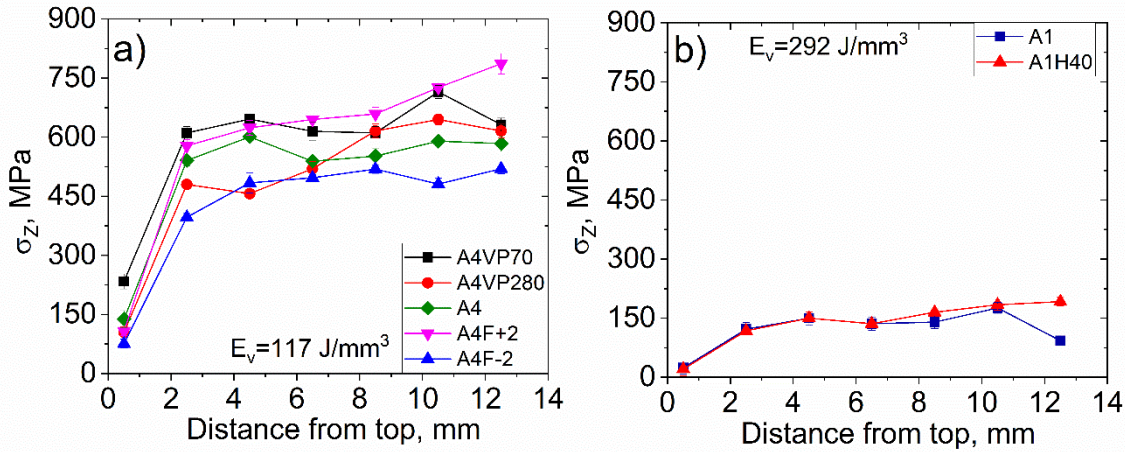 a)
900
750
600
450
300
150
0
σZ, MPa
0 2 4 6 8 10 12 14
Distance from top, mm
Ev=117 J/mm³
A4VP70
A4VP280
A4
A4F+2
A4F-2
b)
Ev=292 J/mm³
A1
A1H40
900
750
600
450
300
150
0
σZ, MPa
0 2 4 6 8 10 12 14
Distance from top, mm